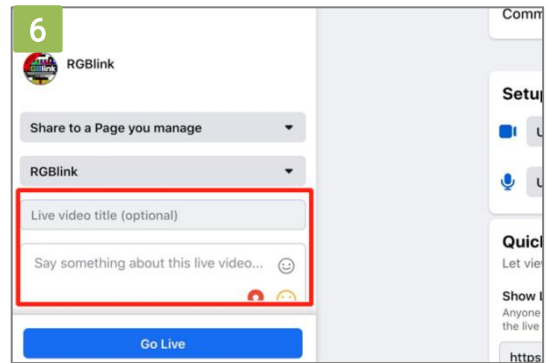 6
RGBlink
Share to a Page you manage
RGBlink
Live video title (optional)
Say something about this live video...
Go Live
Comm
Setu
U
U
Quic
Let vie
Show L
Anyone
the live
https